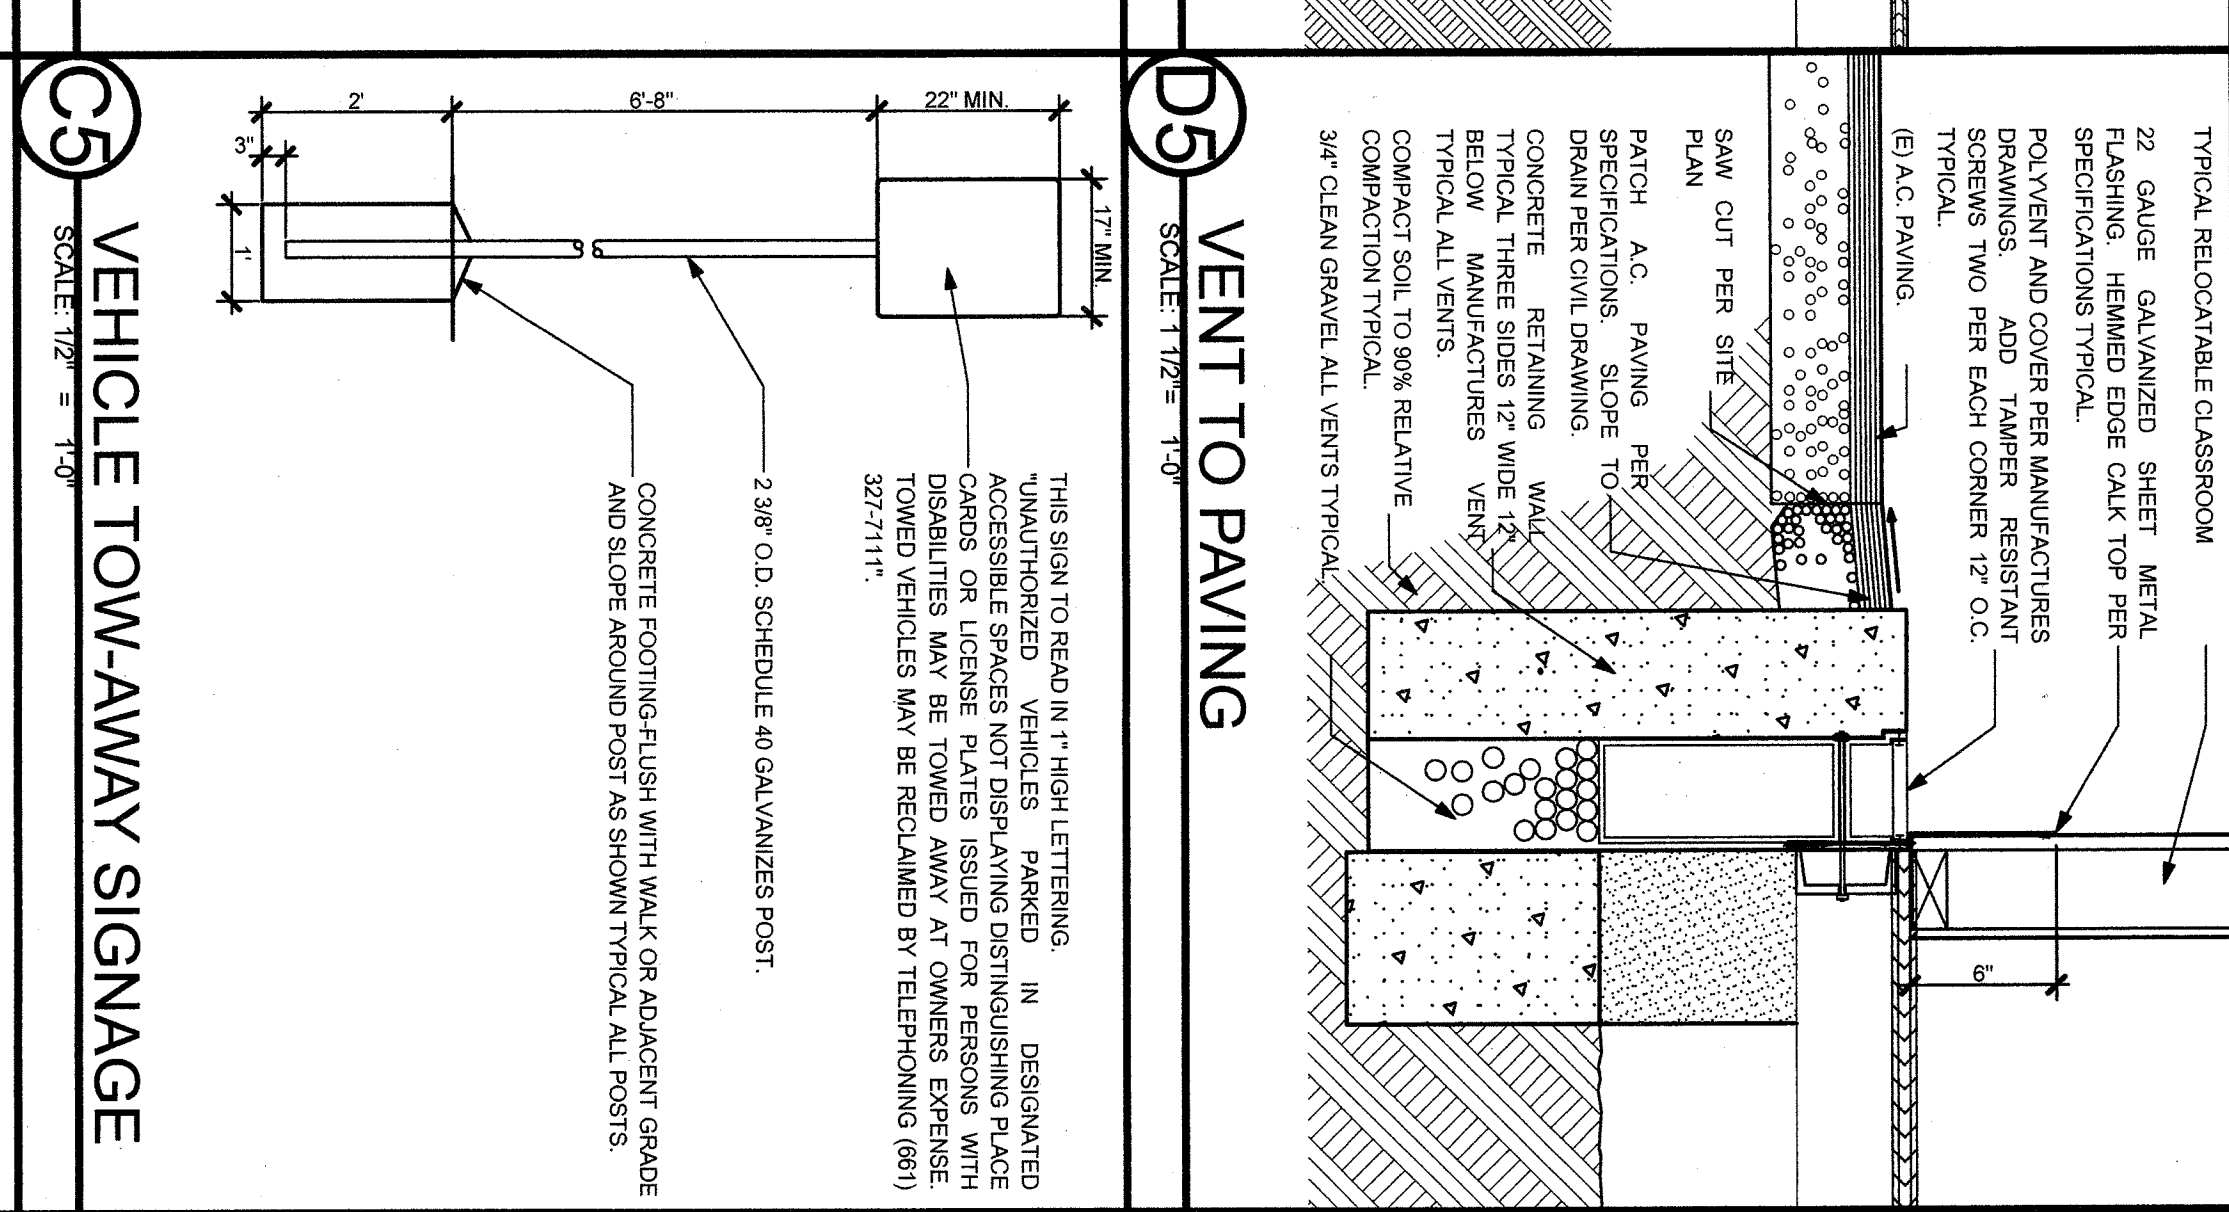 TYPICAL RELOCATABLE CLASSROOM
22 GAUGE GALVANIZED SHEET METAL
FLASHING. HEMMED EDGE CALK TOP PER
SPECIFICATIONS TYPICAL.
POLYVENT AND COVER PER MANUFACTURES
DRAWINGS. ADD TAMPER RESISTANT
SCREWS TWO PER EACH CORNER 12" O.C.
TYPICAL.
(E) A.C. PAVING.
SAW CUT PER SITE
PLAN
PATCH A.C. PAVING PER
SPECIFICATIONS. SLOPE TO
DRAIN PER CIVIL DRAWING.
CONCRETE RETAINING WALL
TYPICAL THREE SIDES 12" WIDE 12"
BELOW MANUFACTURES VENT
TYPICAL ALL VENTS.
COMPACT SOIL TO 90% RELATIVE
COMPACTION TYPICAL.
3/4" CLEAN GRAVEL ALL VENTS TYPICAL.
6"
D5
VENT TO PAVING
SCALE: 1 1/2"= 1'-0"
17" MIN.
22" MIN.
6'-8"
2'
3"
1'
THIS SIGN TO READ IN 1" HIGH LETTERING.
"UNAUTHORIZED VEHICLES PARKED IN DESIGNATED
ACCESSIBLE SPACES NOT DISPLAYING DISTINGUISHING PLACE
CARDS OR LICENSE PLATES ISSUED FOR PERSONS WITH
DISABILITIES MAY BE TOWED AWAY AT OWNERS EXPENSE.
TOWED VEHICLES MAY BE RECLAIMED BY TELEPHONING (661)
327-7111".
2 3/8" O.D. SCHEDULE 40 GALVANIZES POST.
CONCRETE FOOTING-FLUSH WITH WALK OR ADJACENT GRADE
AND SLOPE AROUND POST AS SHOWN TYPICAL ALL POSTS.
C5
VEHICLE TOW-AWAY SIGNAGE
SCALE: 1/2" = 1'-0"